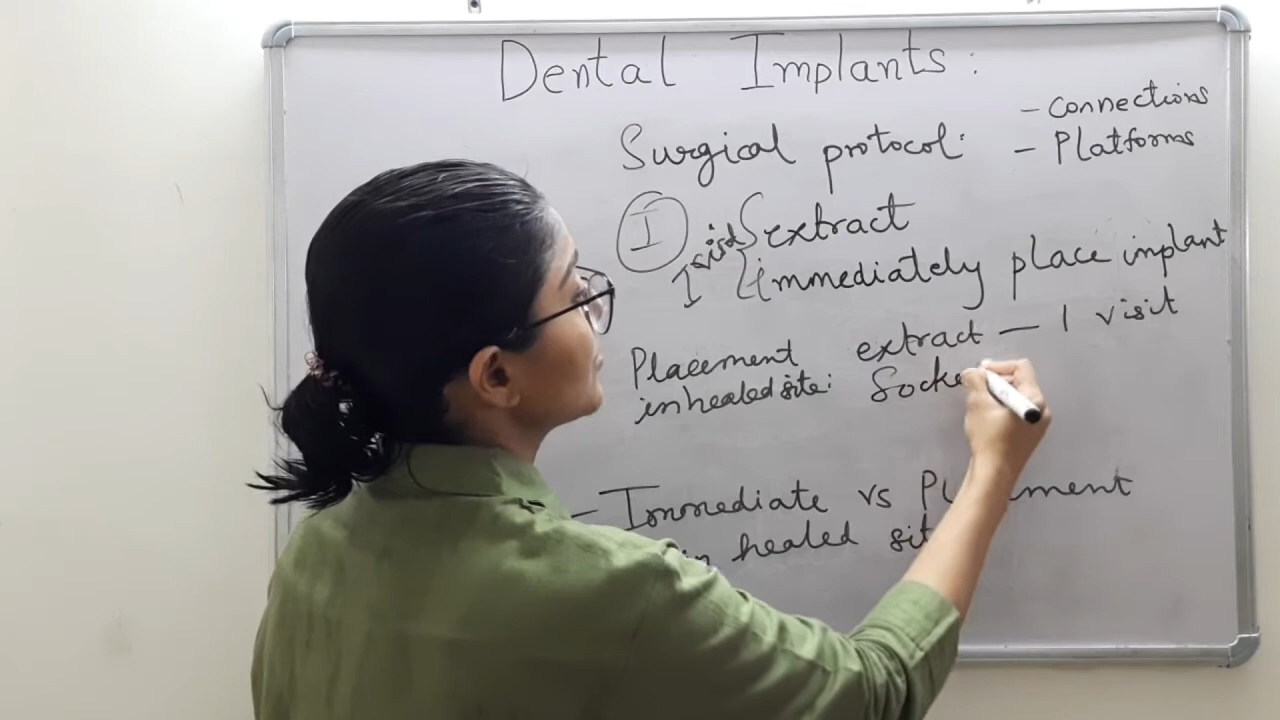 Dental Implants:
- Connections
Surgical protocol: - Platforms
I extract
1 visit immediately place implant
Placement extract — 1 visit
in healed site: Socke
- Immediate vs
in healed